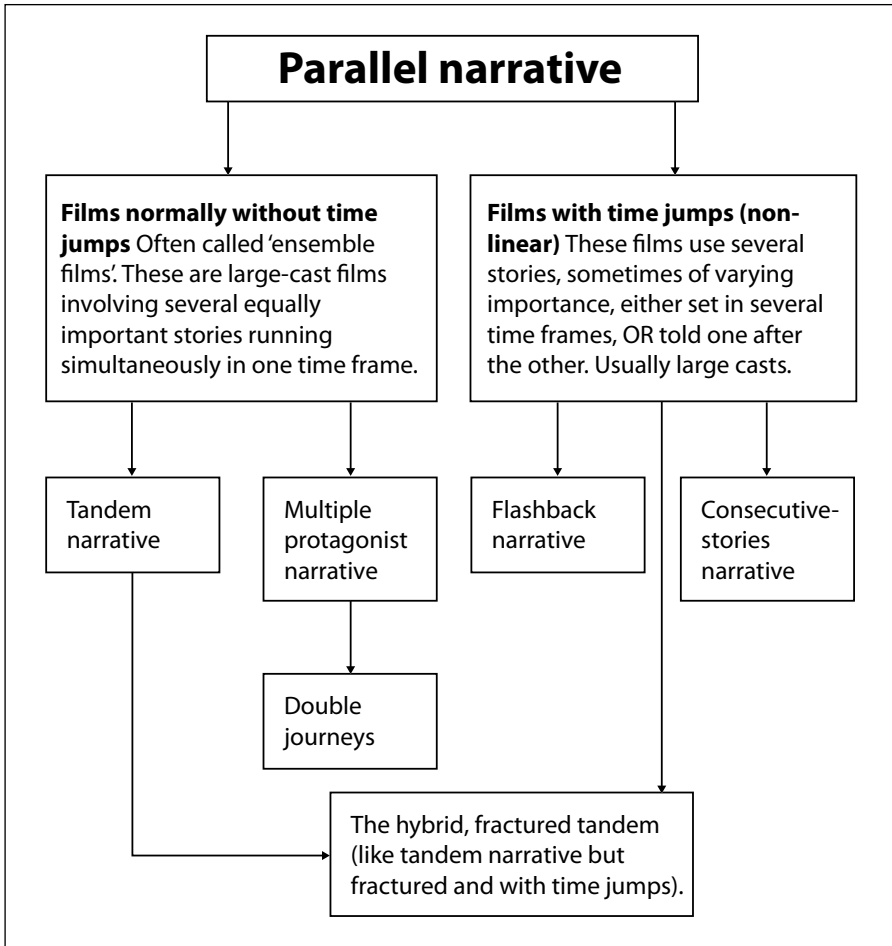 Parallel narrative
Films normally without time
jumps Often called ‘ensemble
films’. These are large-cast films
involving several equally
important stories running
simultaneously in one time frame.
Films with time jumps (non-
linear) These films use several
stories, sometimes of varying
importance, either set in several
time frames, OR told one after
the other. Usually large casts.
Tandem
narrative
Multiple
protagonist
narrative
Flashback
narrative
Consecutive-
stories
narrative
Double
journeys
The hybrid, fractured tandem
(like tandem narrative but
fractured and with time jumps).